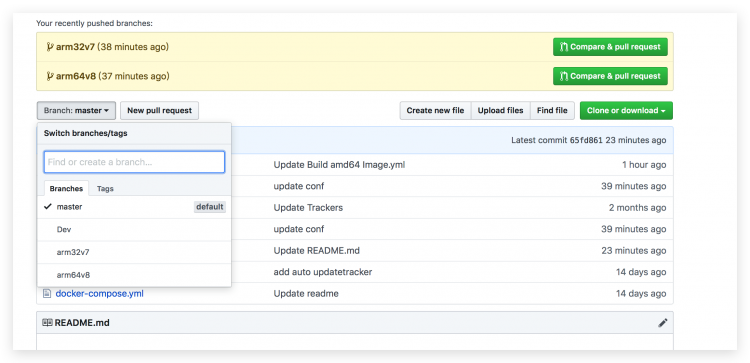 Your recently pushed branches:
arm32v7 (38 minutes ago) Compare & pull request
arm64v8 (37 minutes ago) Compare & pull request
Branch: master New pull request Create new file Upload files Find file Clone or download
Switch branches/tags
Latest commit 65fd861 23 minutes ago
Find or create a branch...
Update Build amd64 Image.yml 1 hour ago
Branches Tags
update conf 39 minutes ago
master default
Update Trackers 2 months ago
Dev
update conf 39 minutes ago
arm32v7
Update README.md 23 minutes ago
arm64v8
add auto updatetracker 14 days ago
docker-compose.yml Update readme 14 days ago
README.md